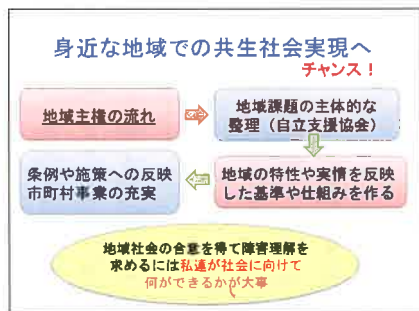 身近な地域での共生社会実現へ
チャンス！
地域主権の流れ
地域課題の主体的な
整理（自立支援協会）
地域の特性や実情を反映
した基準や仕組みを作る
条例や施策への反映
市町村事業の充実
地域社会の合意を得て障害理解を
求めるには私達が社会に向けて
何ができるかが大事